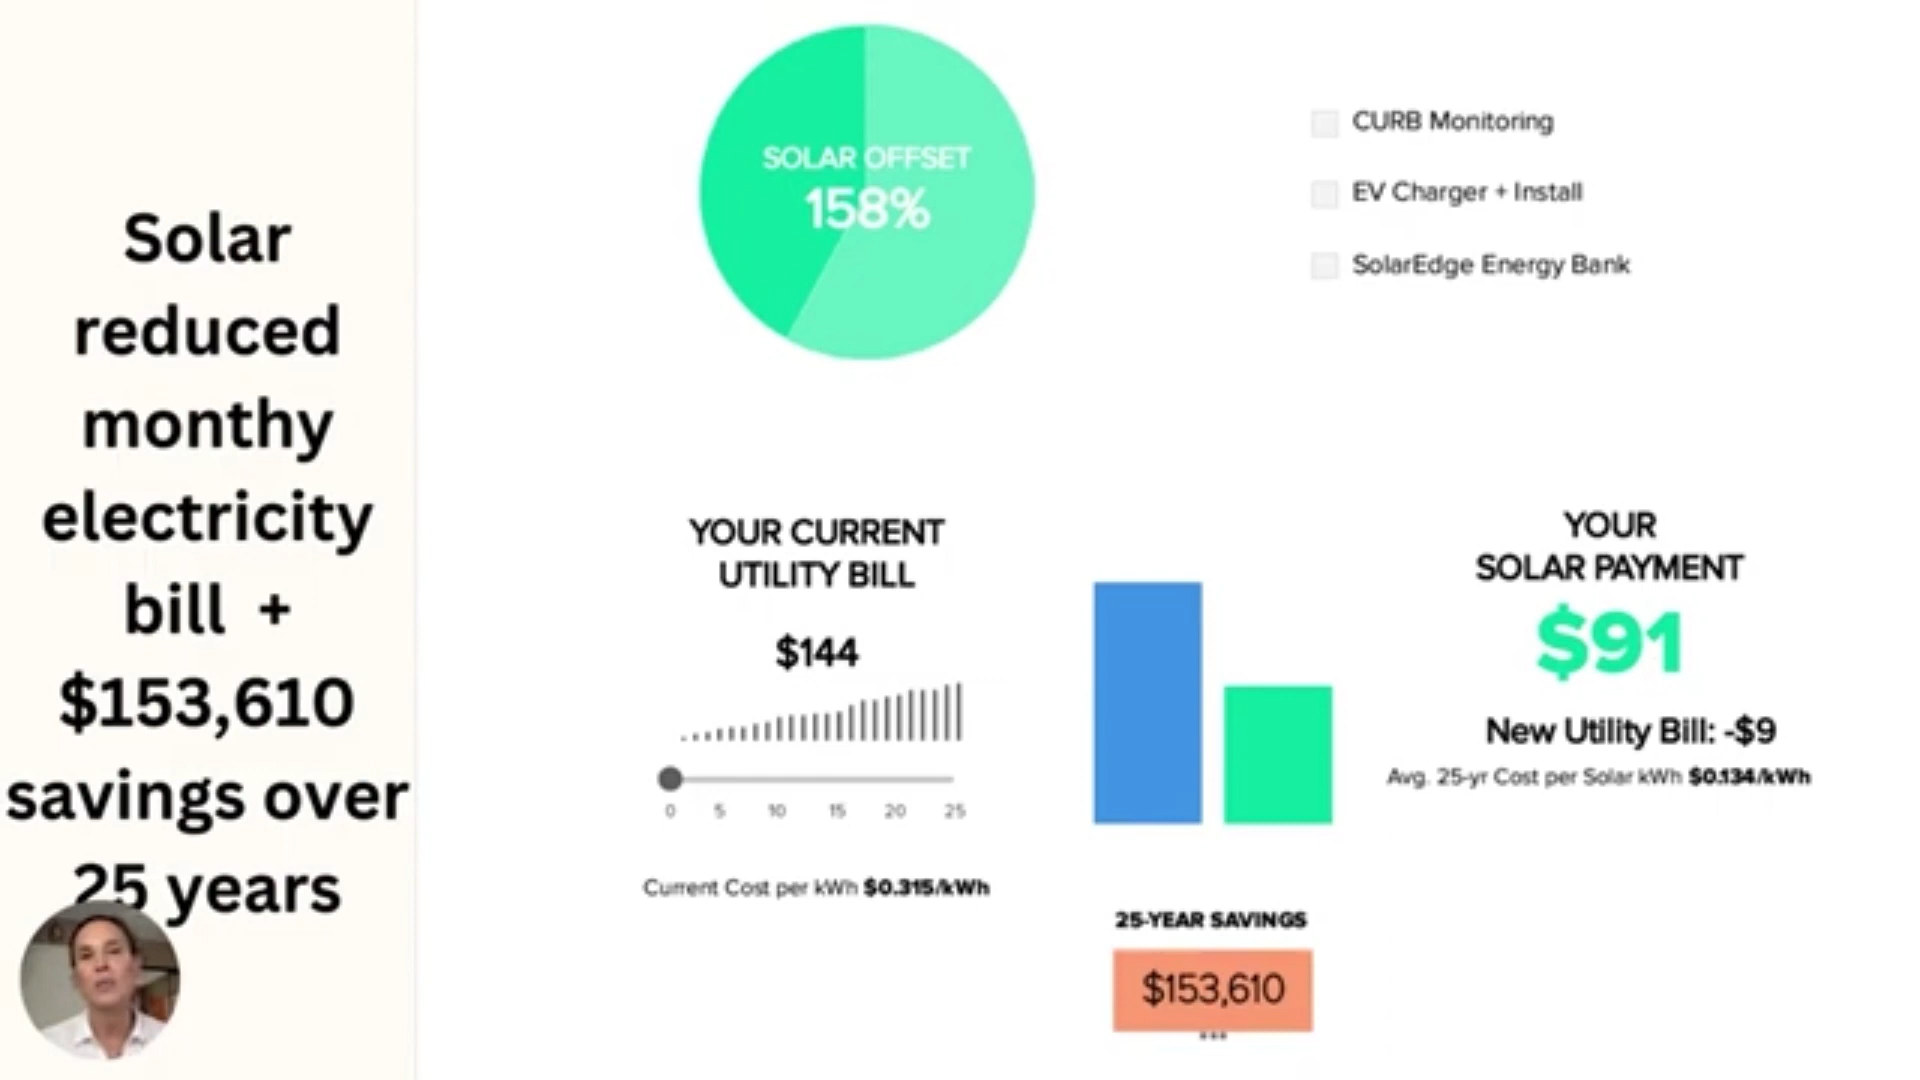 Solar
reduced
monthy
electricity
bill +
$153,610
savings over
25 years
SOLAR OFFSET
158%
CURB Monitoring
EV Charger + Install
SolarEdge Energy Bank
YOUR CURRENT
UTILITY BILL
$144
0 5 10 15 20 25
Current Cost per kWh $0.315/kWh
YOUR
SOLAR PAYMENT
$91
New Utility Bill: -$9
Avg. 25-yr Cost per Solar kWh $0.134/kWh
25-YEAR SAVINGS
$153,610